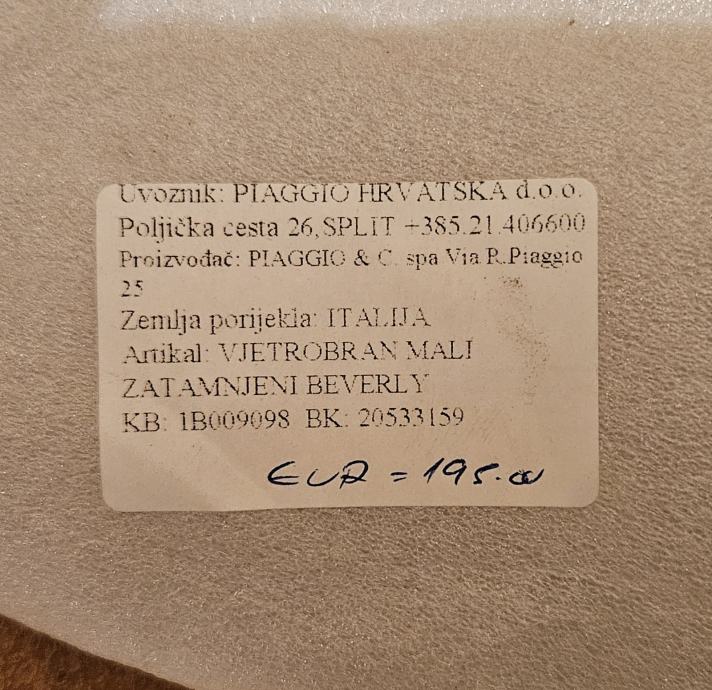 Uvoznik: PIAGGIO HRVATSKA d.o.o.
Poljička cesta 26,SPLIT +385.21.406600
Proizvođač: PIAGGIO & C. spa Via R.Piaggio
25
Zemlja porijekla: ITALIJA
Artikal: VJETROBRAN MALI
ZATAMNJENI BEVERLY
KB: 1B009098 BK: 20533159
EUR = 195.00